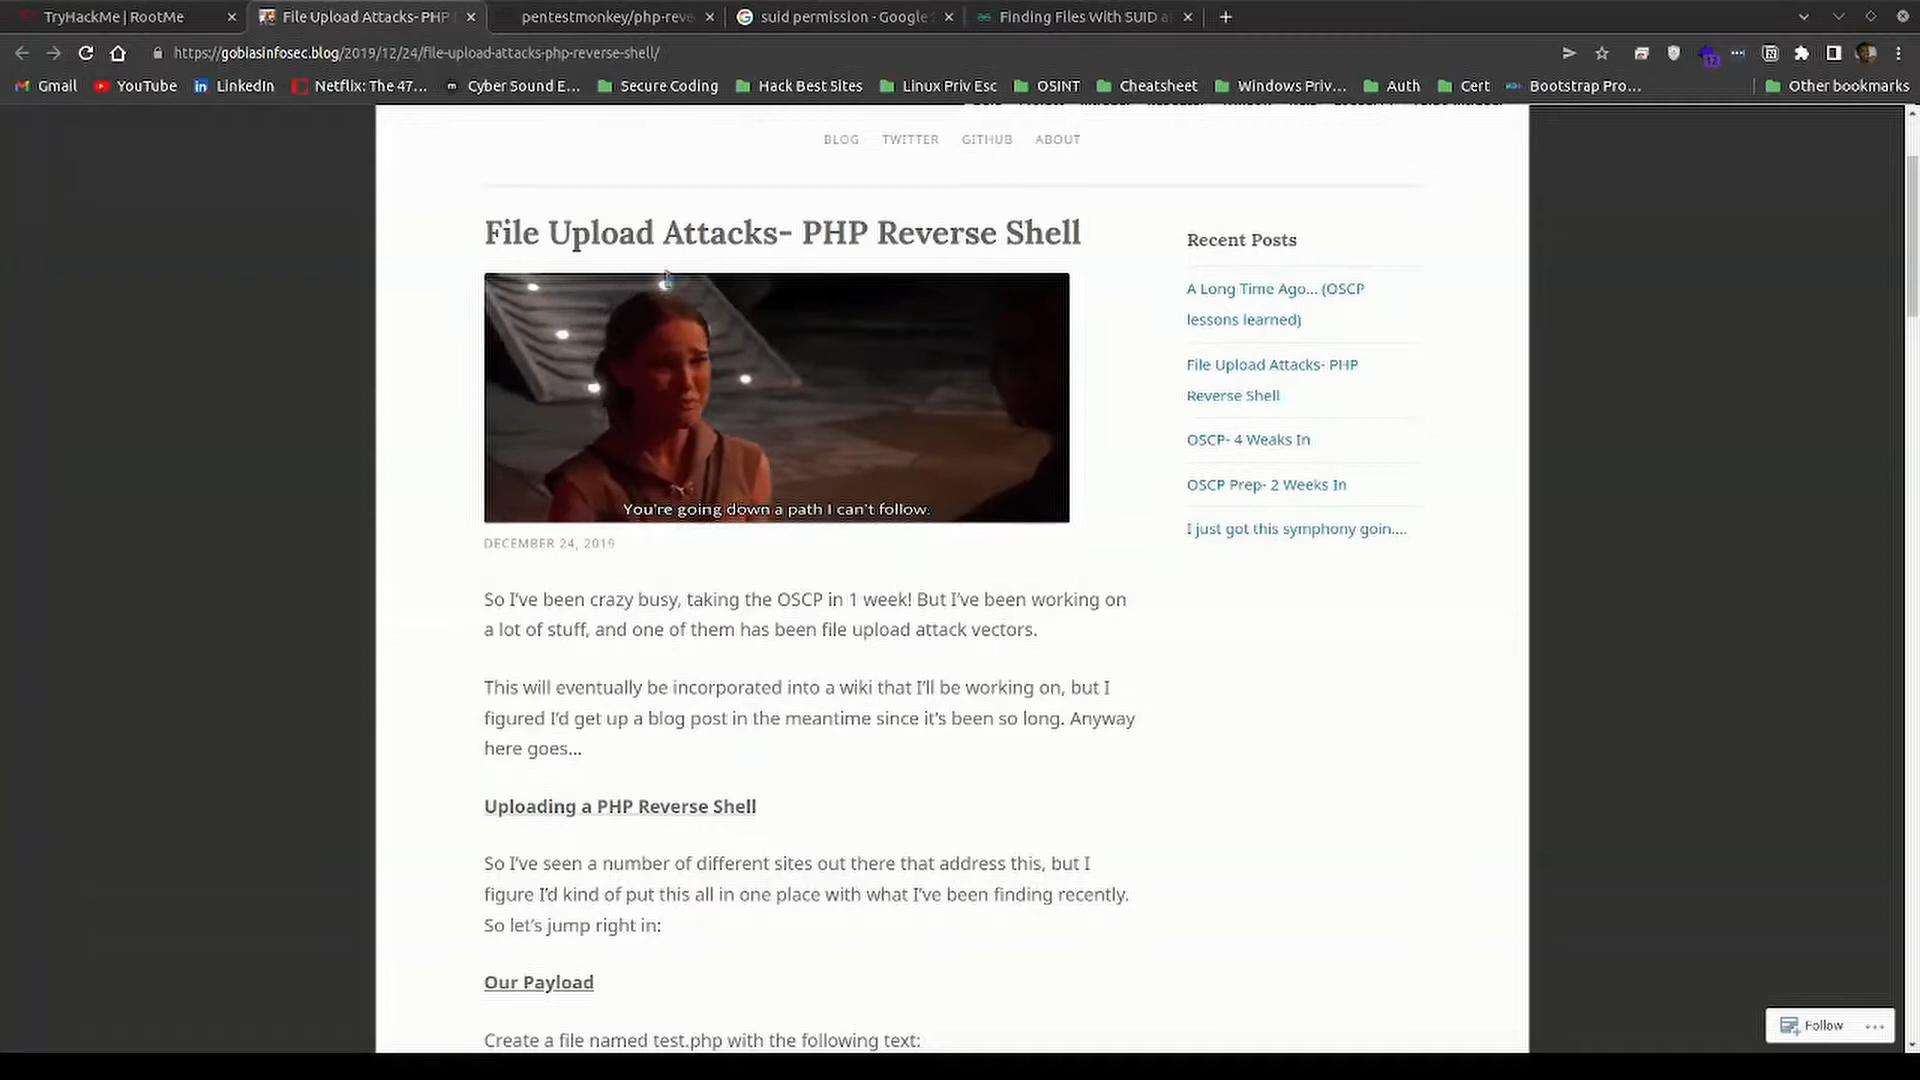 TryHackMe | RootMe
File Upload Attacks- PHP
pentestmonkey/php-reve
suid permission - Google
Finding Files With SUID a
https://gobiasinfosec.blog/2019/12/24/file-upload-attacks-php-reverse-shell/
12
Gmail
YouTube
LinkedIn
Netflix: The 47...
Cyber Sound E...
Secure Coding
Hack Best Sites
Linux Priv Esc
OSINT
Cheatsheet
Windows Priv...
Auth
Cert
Bootstrap Pro...
Other bookmarks
BLOG TWITTER GITHUB ABOUT
File Upload Attacks- PHP Reverse Shell
You're going down a path I can't follow.
DECEMBER 24, 2019
So I've been crazy busy, taking the OSCP in 1 week! But I've been working on
a lot of stuff, and one of them has been file upload attack vectors.
This will eventually be incorporated into a wiki that I'll be working on, but I
figured I'd get up a blog post in the meantime since it's been so long. Anyway
here goes...
Uploading a PHP Reverse Shell
So I've seen a number of different sites out there that address this, but I
figure I'd kind of put this all in one place with what I've been finding recently.
So let's jump right in:
Our Payload
Create a file named test.php with the following text:
Recent Posts
A Long Time Ago... (OSCP
lessons learned)
File Upload Attacks- PHP
Reverse Shell
OSCP- 4 Weaks In
OSCP Prep- 2 Weeks In
I just got this symphony goin....
Follow